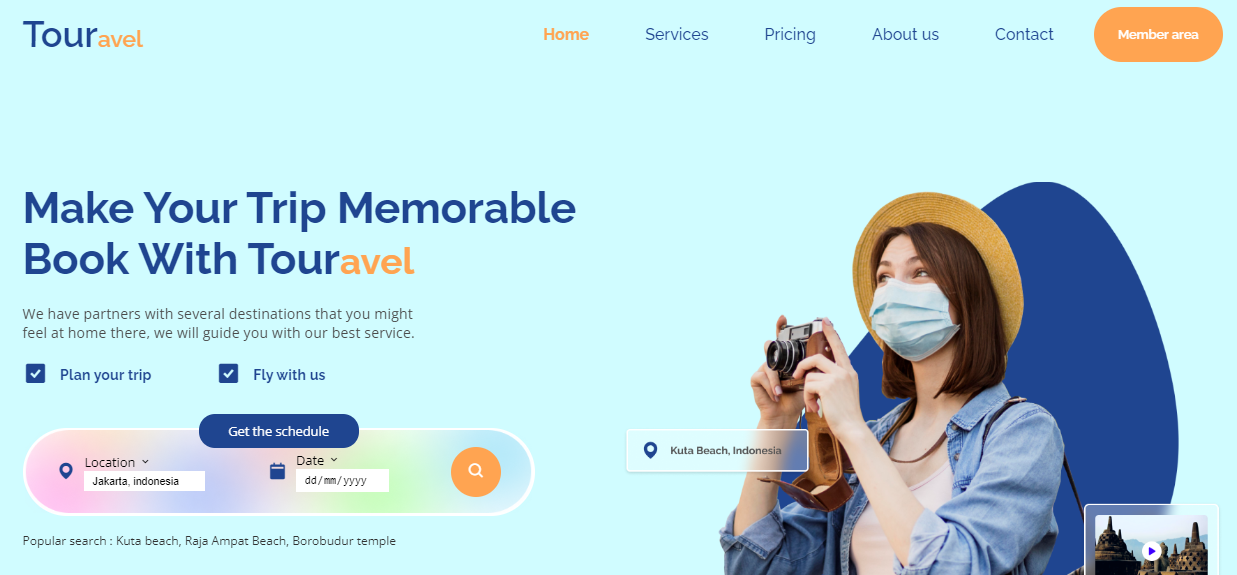 Touravel
Home
Services
Pricing
About us
Contact
Member area
Make Your Trip Memorable
Book With Touravel
We have partners with several destinations that you might
feel at home there, we will guide you with our best service.
Plan your trip
Fly with us
Get the schedule
Location
Jakarta, indonesia
Date
dd/mm/yyyy
Popular search : Kuta beach, Raja Ampat Beach, Borobudur temple
Kuta Beach, Indonesia